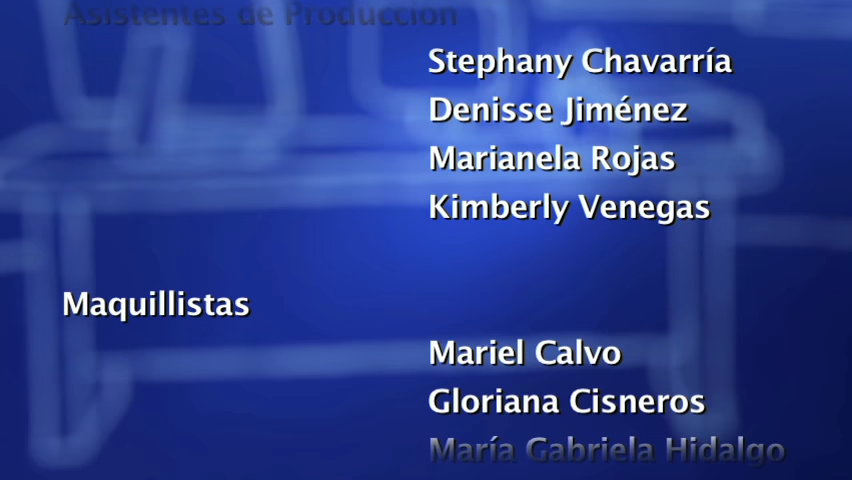 Asistentes de Producción
Stephany Chavarría
Denisse Jiménez
Marianela Rojas
Kimberly Venegas
Maquillistas
Mariel Calvo
Gloriana Cisneros
María Gabriela Hidalgo